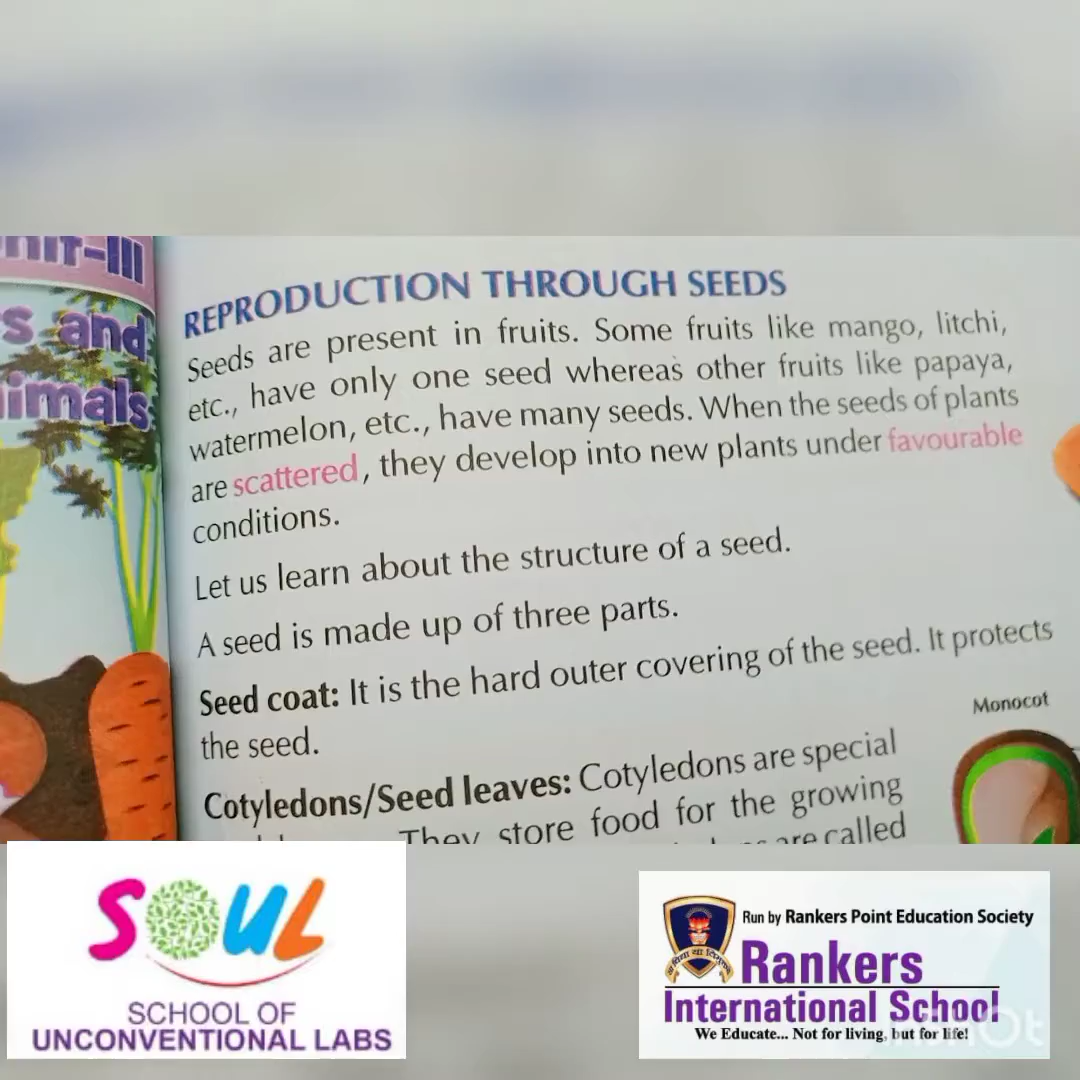 nit-III
s and
imals
REPRODUCTION THROUGH SEEDS
Seeds are present in fruits. Some fruits like mango, litchi,
etc., have only one seed whereas other fruits like papaya,
watermelon, etc., have many seeds. When the seeds of plants
are scattered, they develop into new plants under favourable
conditions.
Let us learn about the structure of a seed.
A seed is made up of three parts.
Seed coat: It is the hard outer covering of the seed. It protects
the seed.
Monocot
Cotyledons/Seed leaves: Cotyledons are special
They store food for the growing
are called
SOUL
SCHOOL OF
UNCONVENTIONAL LABS
Run by Rankers Point Education Society
Rankers
International School
We Educate... Not for living, but for life!